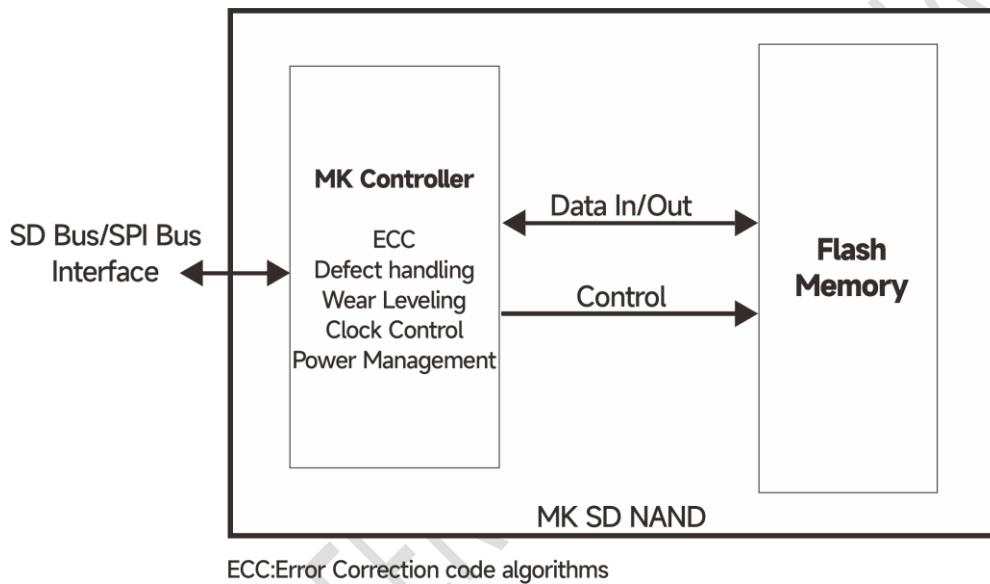 MK Controller
ECC
Defect handling
Wear Leveling
Clock Control
Power Management
SD Bus/SPI Bus
Interface
Data In/Out
Control
Flash
Memory
MK SD NAND
ECC:Error Correction code algorithms